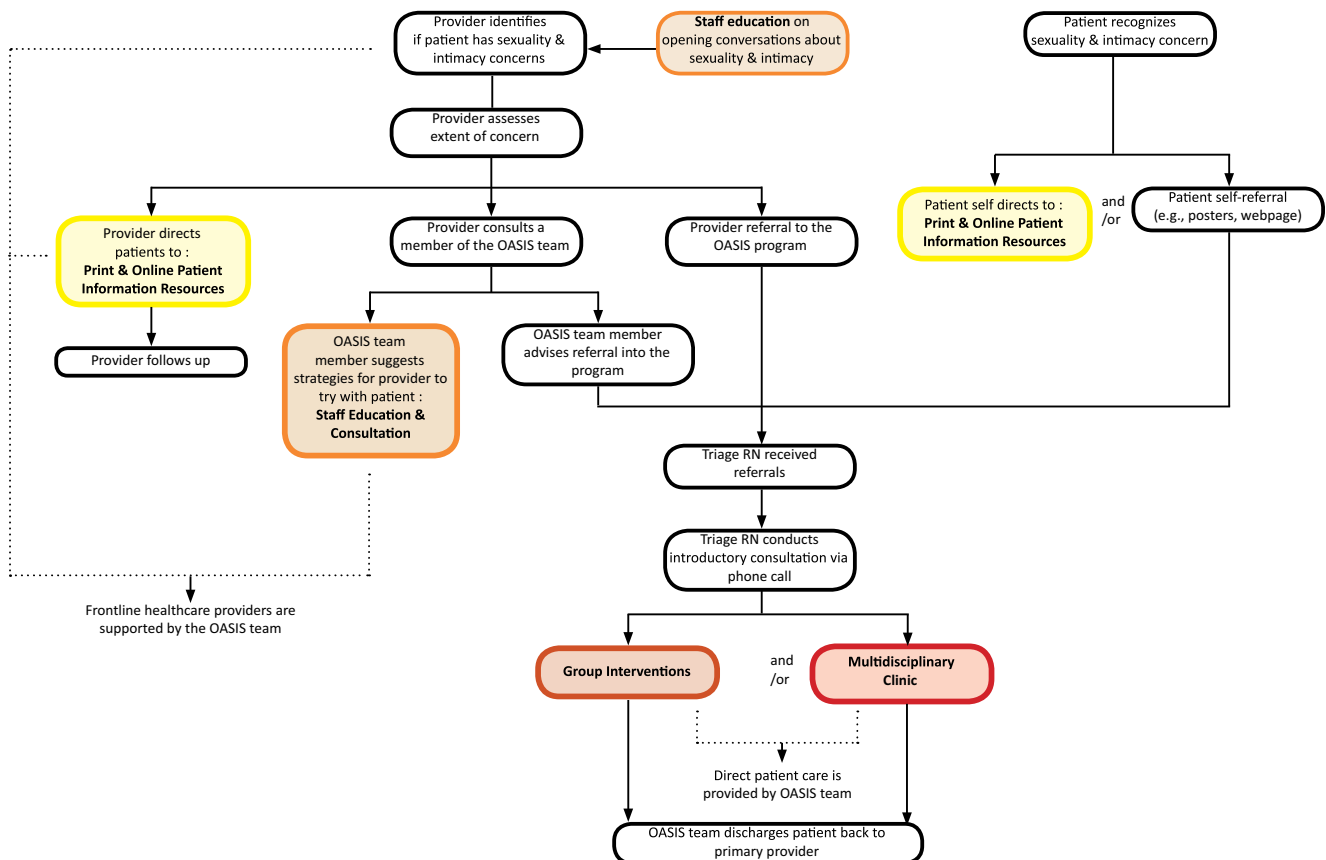 Provider identifies
if patient has sexuality &
intimacy concerns
Staff education on
opening conversations about
sexuality & intimacy
Patient recognizes
sexuality & intimacy concern
Provider assesses
extent of concern
Provider directs
patients to :
Print & Online Patient
Information Resources
Provider consults a
member of the OASIS team
Provider referral to the
OASIS program
Patient self directs to :
Print & Online Patient
Information Resources
and
/or
Patient self-referral
(e.g., posters, webpage)
Provider follows up
OASIS team
member suggests
strategies for provider to
try with patient :
Staff Education &
Consultation
OASIS team member
advises referral into the
program
Triage RN received
referrals
Triage RN conducts
introductory consultation via
phone call
Frontline healthcare providers are
supported by the OASIS team
Group Interventions
and
/or
Multidisciplinary
Clinic
Direct patient care is
provided by OASIS team
OASIS team discharges patient back to
primary provider